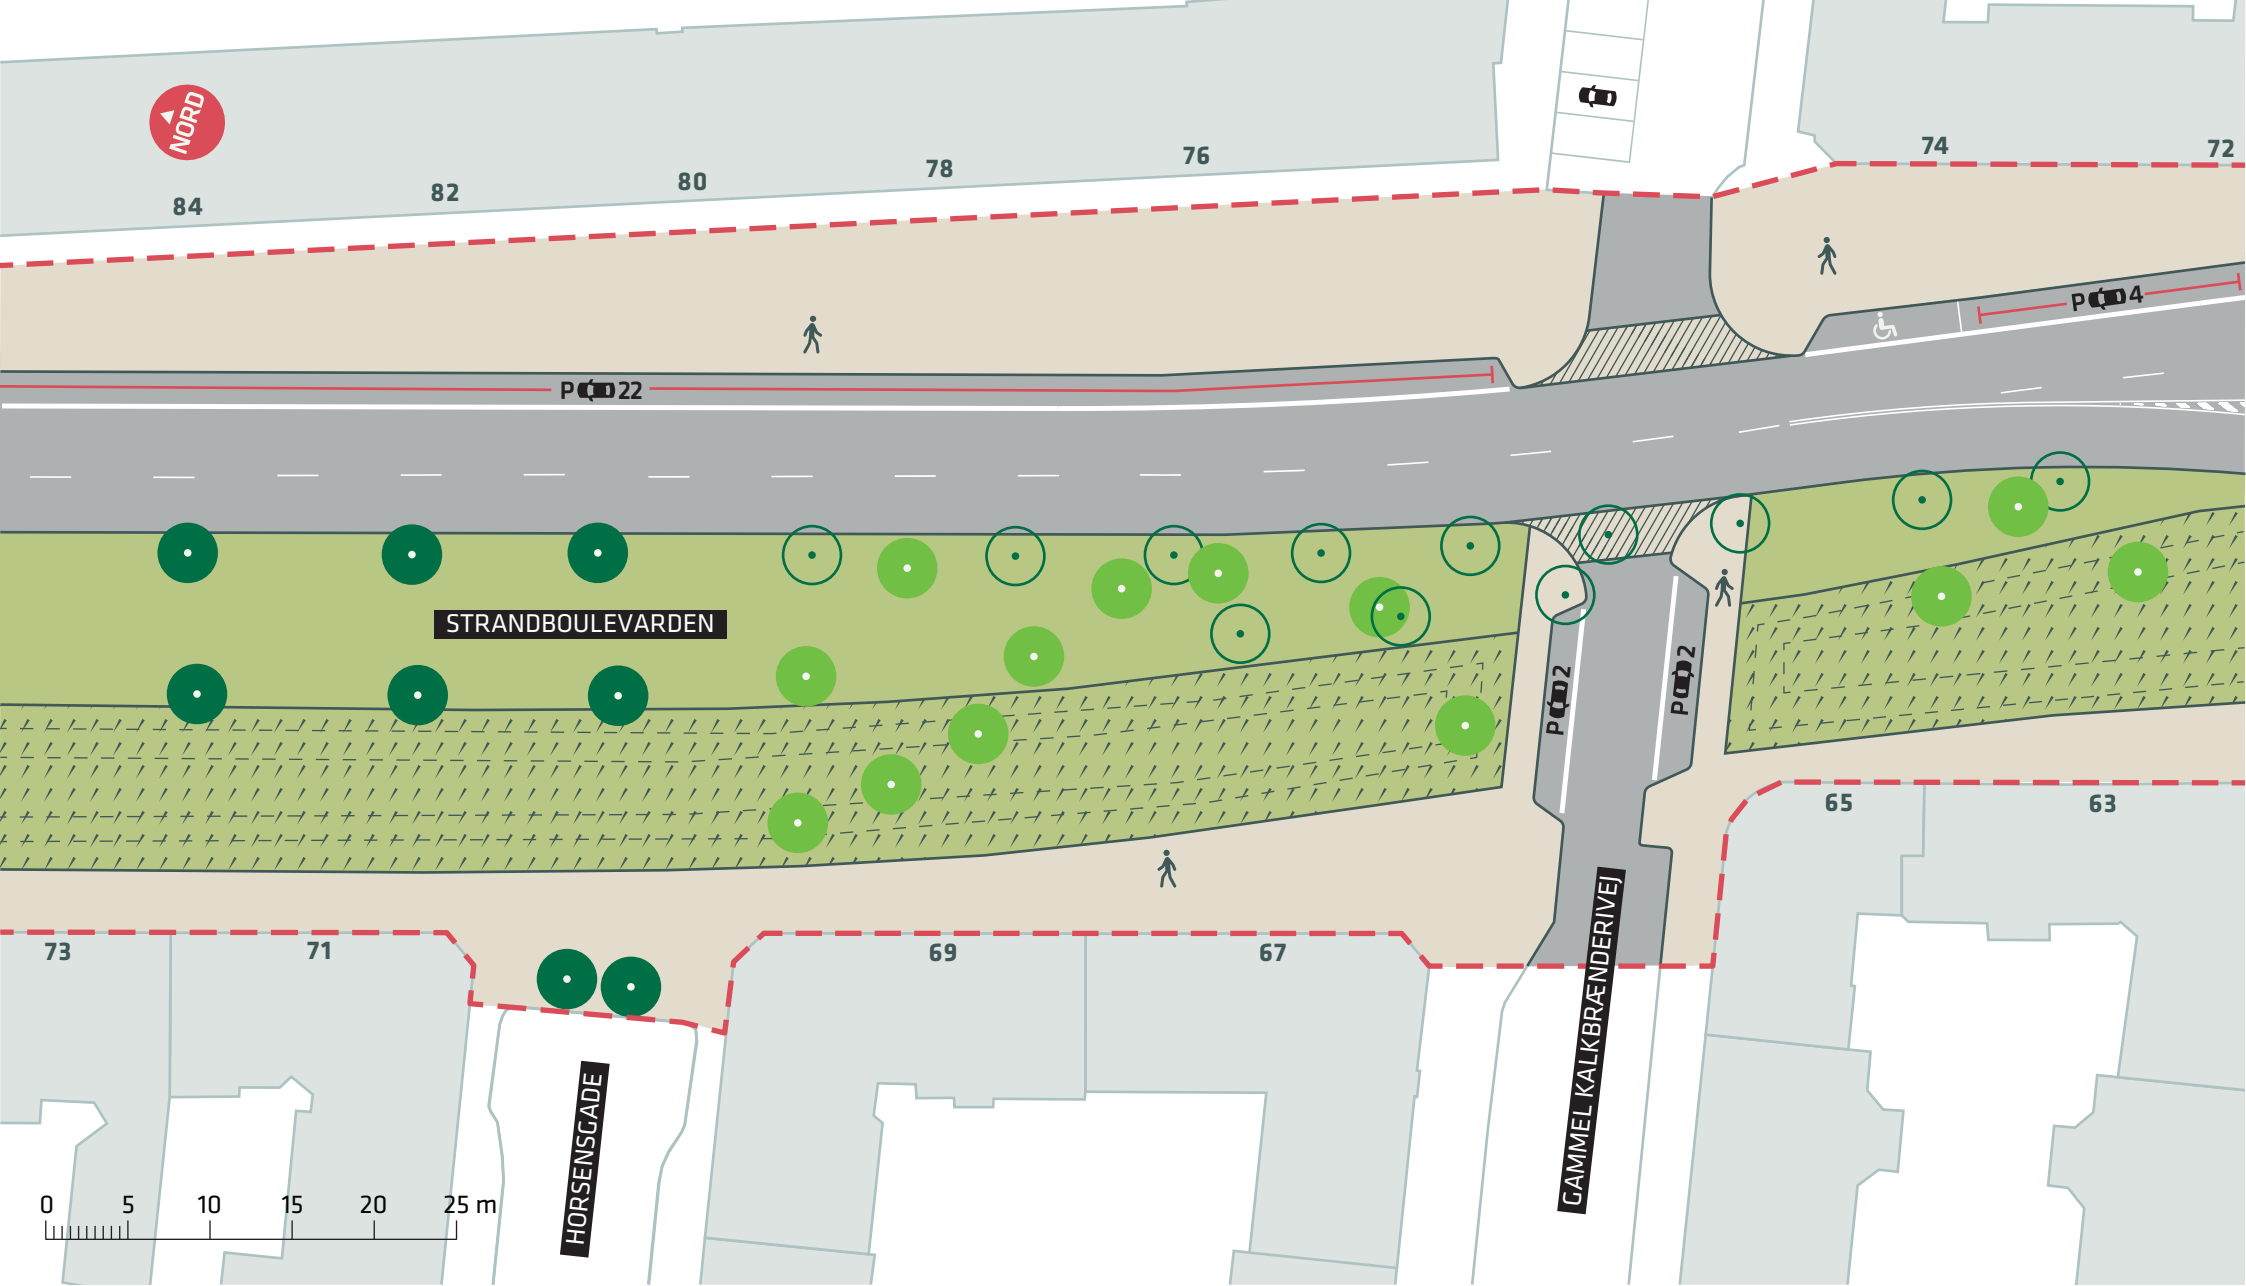 NORD
84
82
80
78
76
74
72
P 4
P 22
STRANDBOULEVARDEN
P 2
P 2
65
63
73
71
69
67
GAMMEL KALKBRÆNDERIVEJ
HORSENSGADE
0 5 10 15 20 25 m